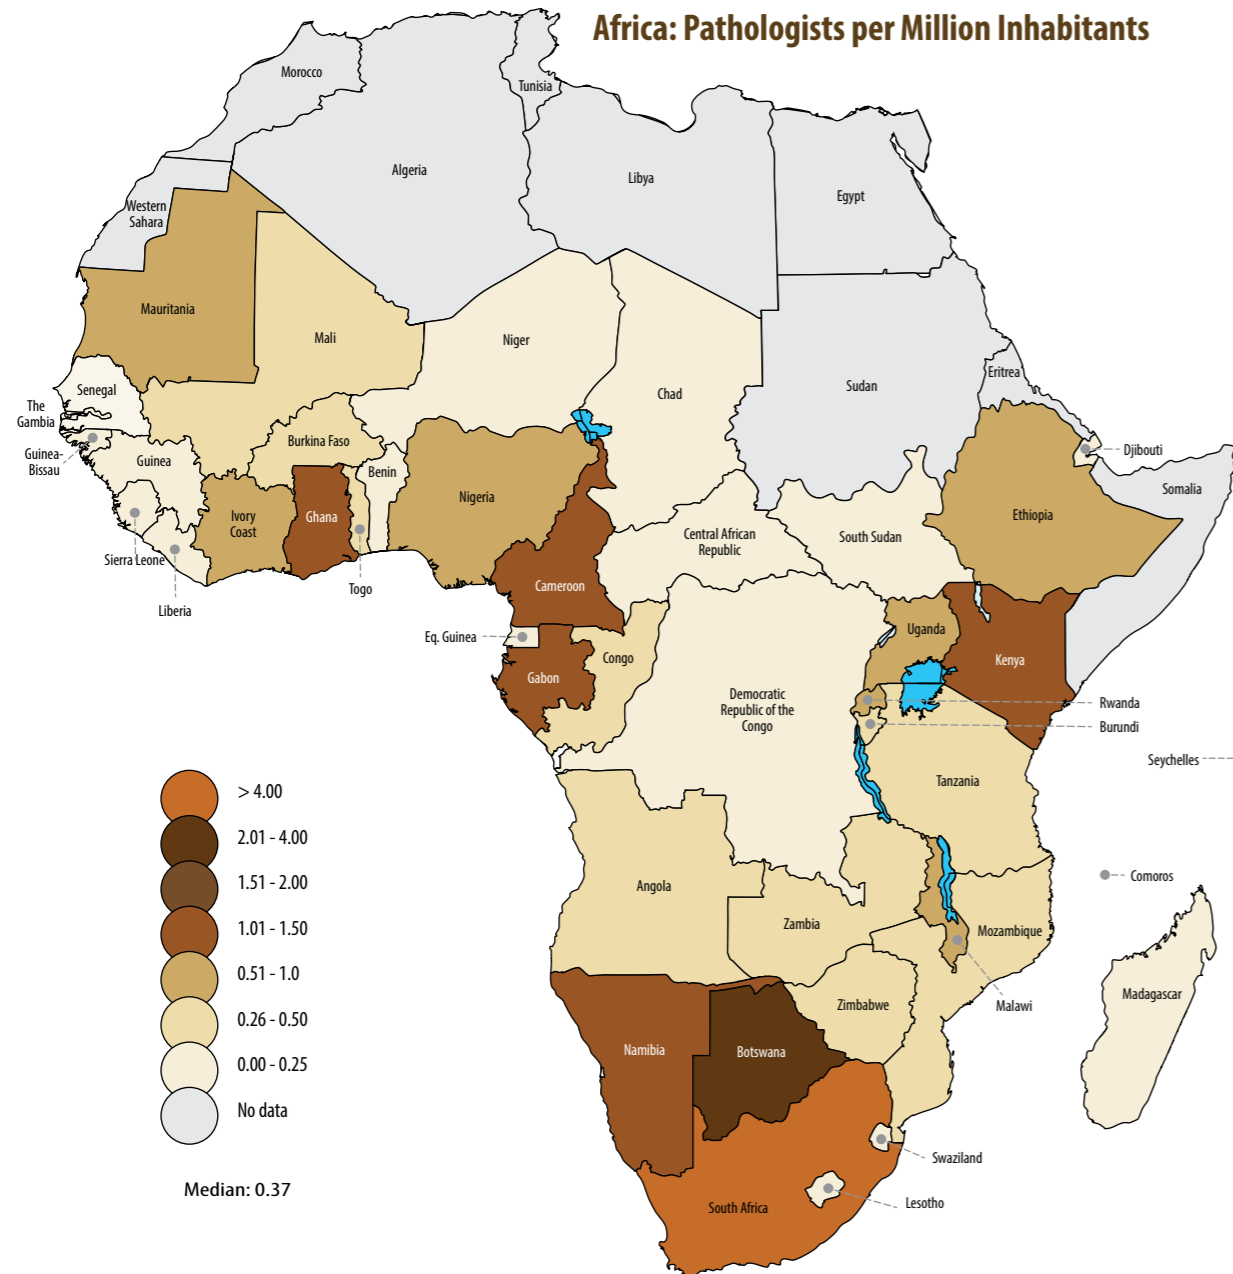 Africa: Pathologists per Million Inhabitants
Morocco
Tunisia
Algeria
Libya
Egypt
Western
Sahara
Mauritania
Mali
Niger
Chad
Sudan
Eritrea
Senegal
The
Gambia
Guinea-
Bissau
Guinea
Burkina Faso
Benin
Djibouti
Somalia
Nigeria
Ivory
Coast
Ghana
Ethiopia
Central African
Republic
South Sudan
Sierra Leone
Togo
Liberia
Cameroon
Eq. Guinea
Uganda
Congo
Kenya
Gabon
Democratic
Republic of the
Congo
Rwanda
Burundi
Seychelles
Tanzania
> 4.00
2.01 - 4.00
1.51 - 2.00
1.01 - 1.50
0.51 - 1.0
0.26 - 0.50
0.00 - 0.25
No data
Median: 0.37
Angola
Comoros
Zambia
Mozambique
Malawi
Madagascar
Zimbabwe
Namibia
Botswana
Swaziland
South Africa
Lesotho